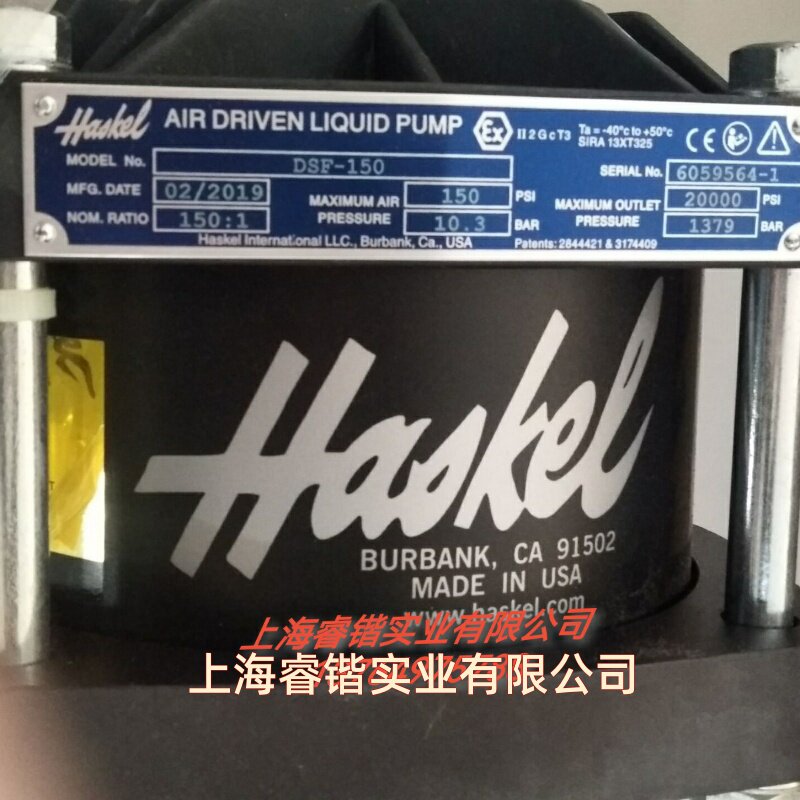 Haskel AIR DRIVEN LIQUID PUMP Ex II 2 G c T3 Ta = -40°c to +50°c
SIRA 13XT325 CE
MODEL No. DSF-150 SERIAL No. 6059564-1
MFG. DATE 02/2019 MAXIMUM AIR PRESSURE 150 PSI MAXIMUM OUTLET PRESSURE 20000 PSI
NOM. RATIO 150:1 10.3 BAR 1379 BAR
Haskel International LLC., Burbank, Ca., USA Patents: 2844421 & 3174409
Haskel
BURBANK, CA 91502
MADE IN USA
www.haskel.com
上海睿锴实业有限公司
上海睿锴实业有限公司